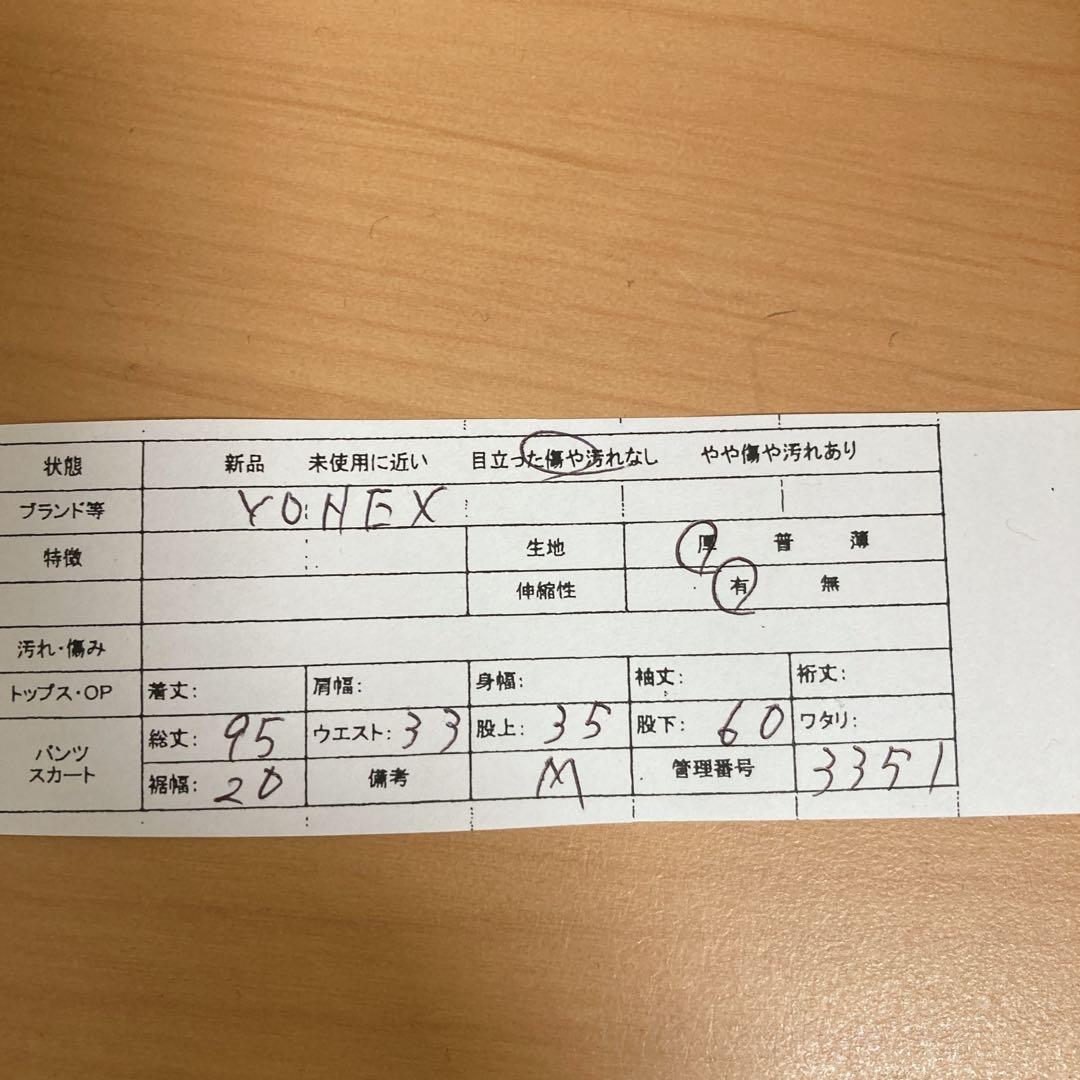 状態 新品 未使用に近い 目立った傷や汚れなし やや傷や汚れあり
ブランド等 YONEX
特徴 生地 厚 普 薄
伸縮性 有 無
汚れ・傷み
トップス・OP 着丈: 肩幅: 身幅: 袖丈: 裄丈:
パンツ スカート 総丈: 95 ウエスト: 33 股上: 35 股下: 60 ワタリ:
裾幅: 20 備考 M 管理番号 3351